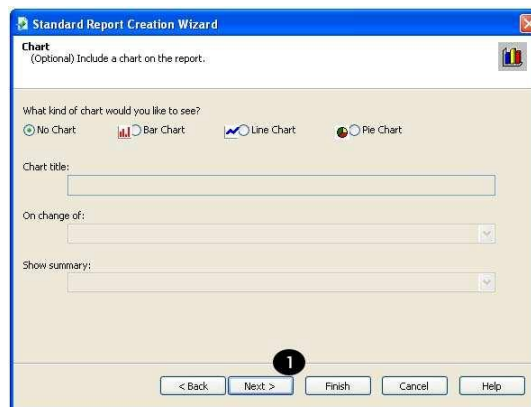 Standard Report Creation Wizard
Chart
(Optional) Include a chart on the report.
What kind of chart would you like to see?
No Chart Bar Chart Line Chart Pie Chart
Chart title:
On change of:
Show summary:
1
< Back Next > Finish Cancel Help